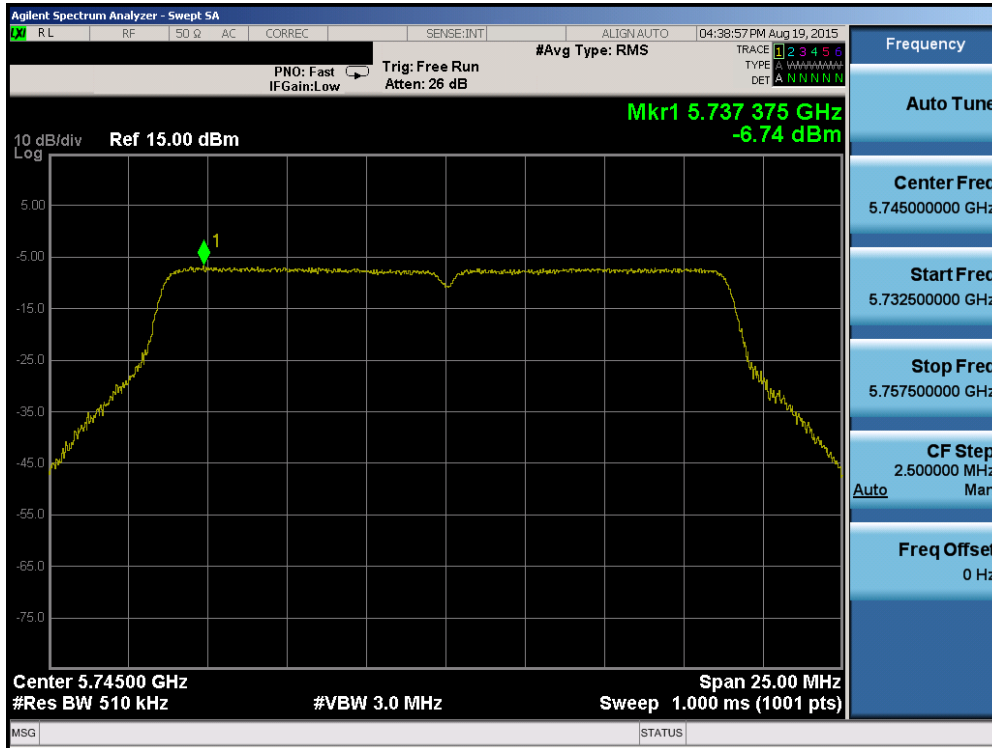 Agilent Spectrum Analyzer - Swept SA
LXI RL RF 50 Ω AC CORREC SENSE:INT ALIGN AUTO 04:38:57 PM Aug 19, 2015
#Avg Type: RMS
TRACE 1 2 3 4 5 6
PNO: Fast
Trig: Free Run
TYPE A WWWWW
IFGain:Low
Atten: 26 dB
DET A N N N N N
Mkr1 5.737 375 GHz
-6.74 dBm
10 dB/div Ref 15.00 dBm
Log
1
5.00
-5.00
-15.0
-25.0
-35.0
-45.0
-55.0
-65.0
-75.0
Center 5.74500 GHz Span 25.00 MHz
#Res BW 510 kHz #VBW 3.0 MHz Sweep 1.000 ms (1001 pts)
MSG STATUS
Frequency
Auto Tune
Center Freq
5.745000000 GHz
Start Freq
5.732500000 GHz
Stop Freq
5.757500000 GHz
CF Step
2.500000 MHz
Auto Man
Freq Offset
0 Hz